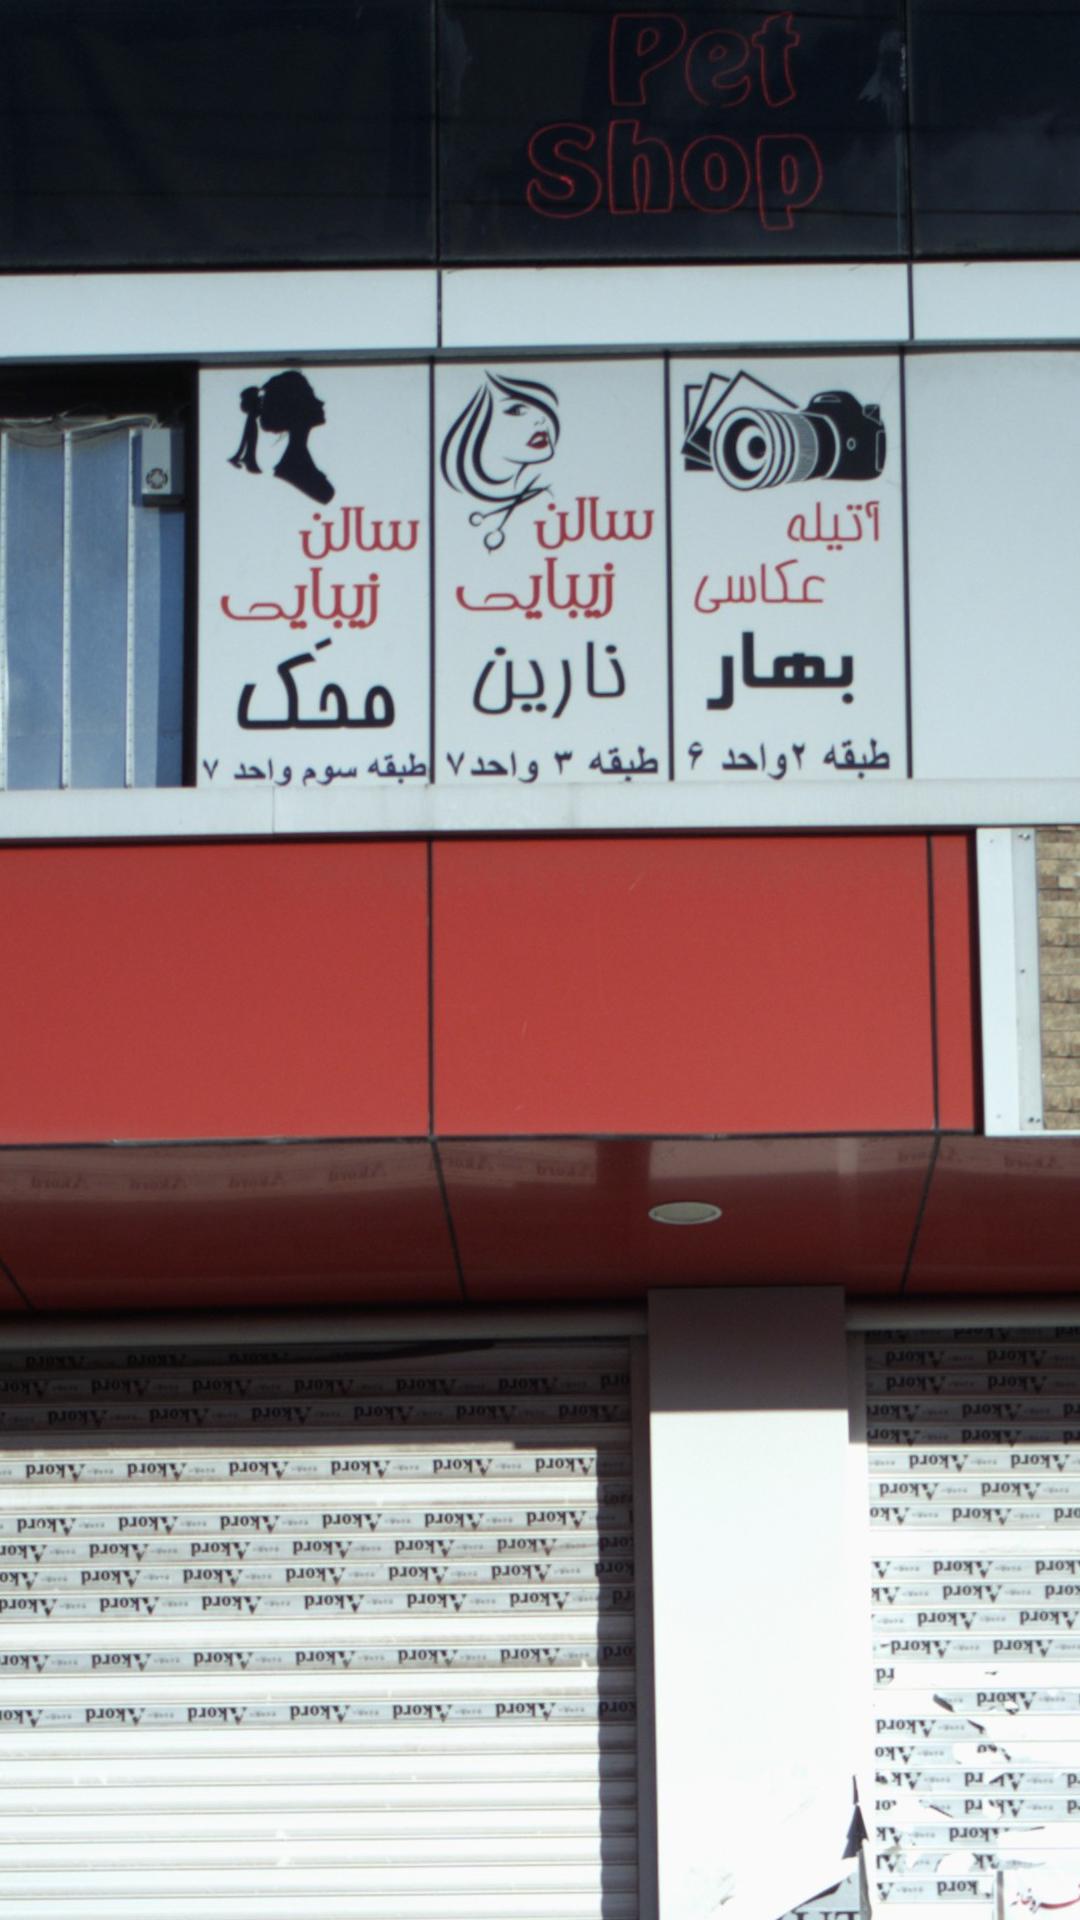 Pet
Shop
آتیله
عکاسی
بهار
طبقه ۲ واحد ۶
سالن
زیبایی
نارین
طبقه ۳ واحد ۷
سالن
زیبایی
محک
طبقه سوم واحد ۷
Akord